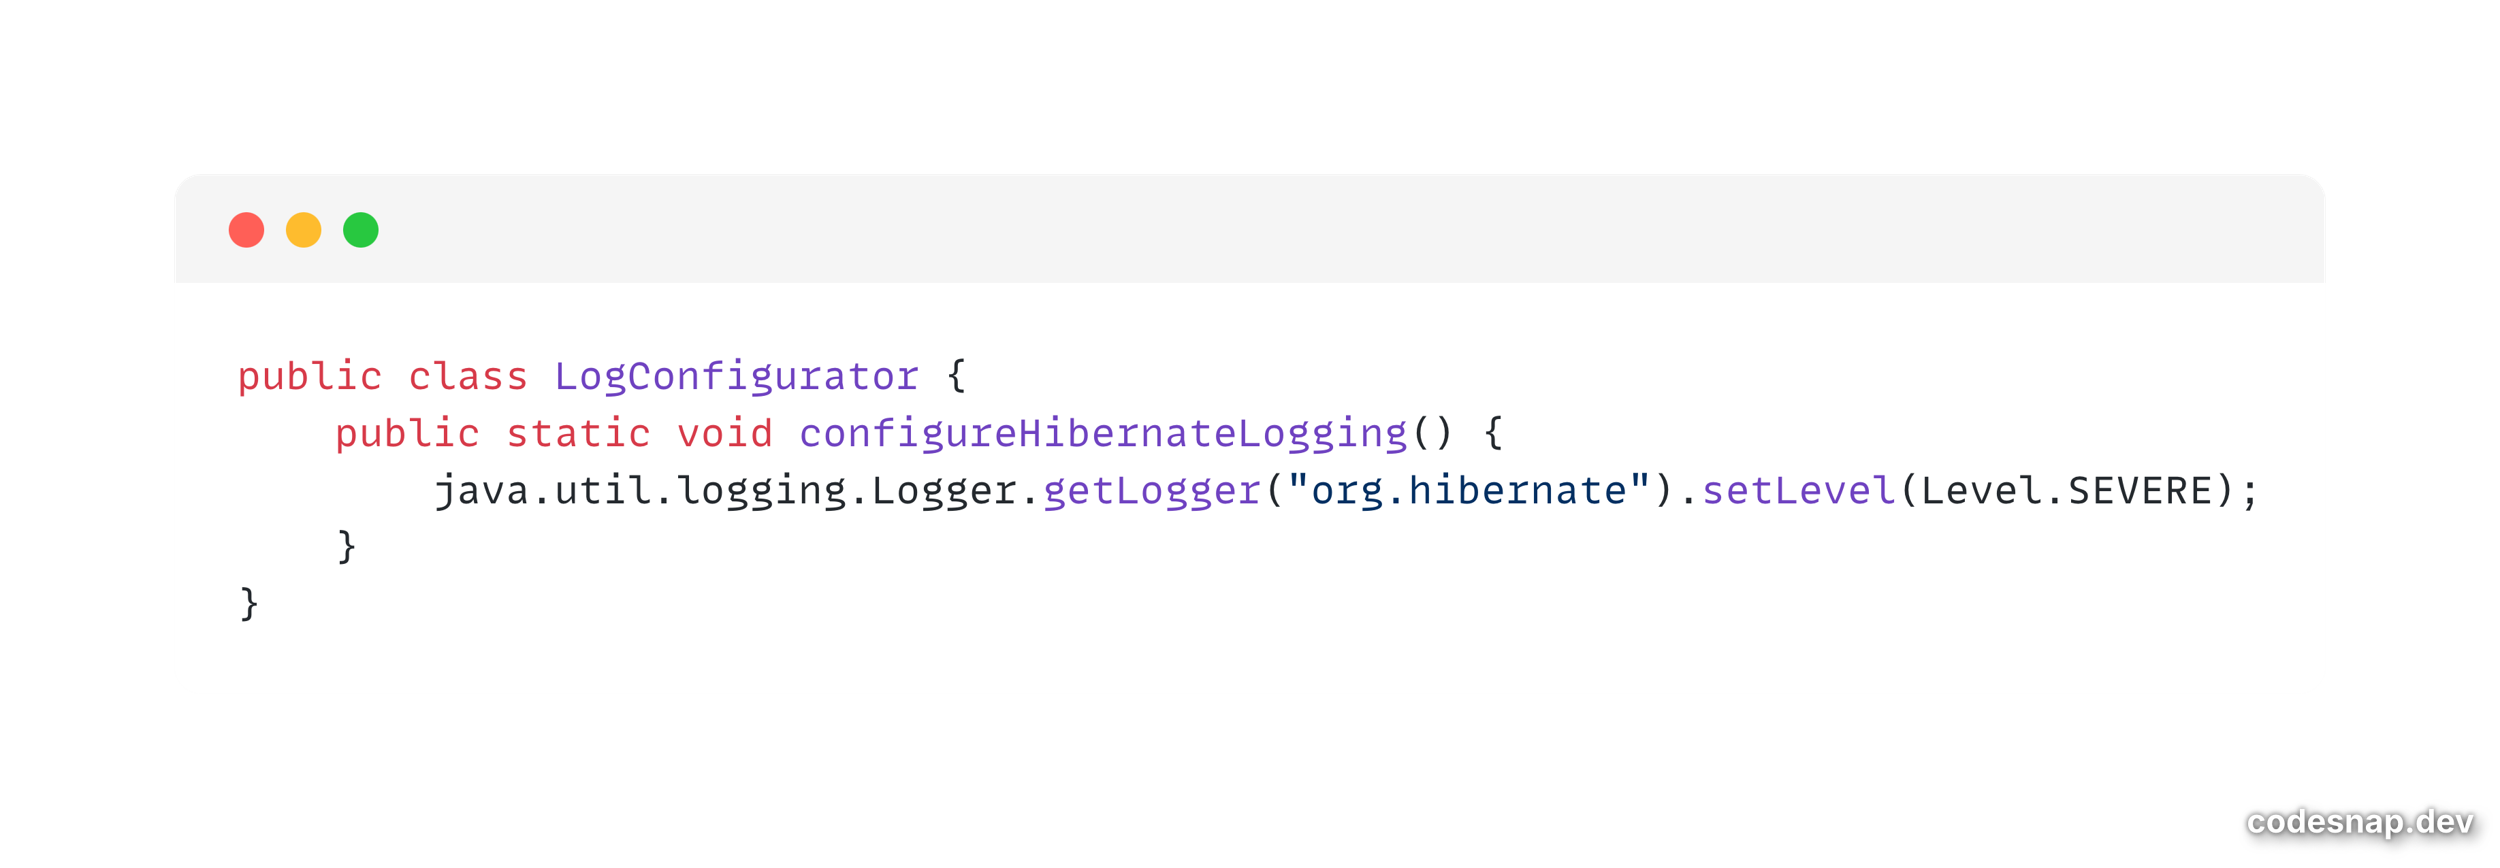 public class LogConfigurator {
    public static void configureHibernateLogging() {
        java.util.logging.Logger.getLogger("org.hibernate").setLevel(Level.SEVERE);
    }
}
codesnap.dev